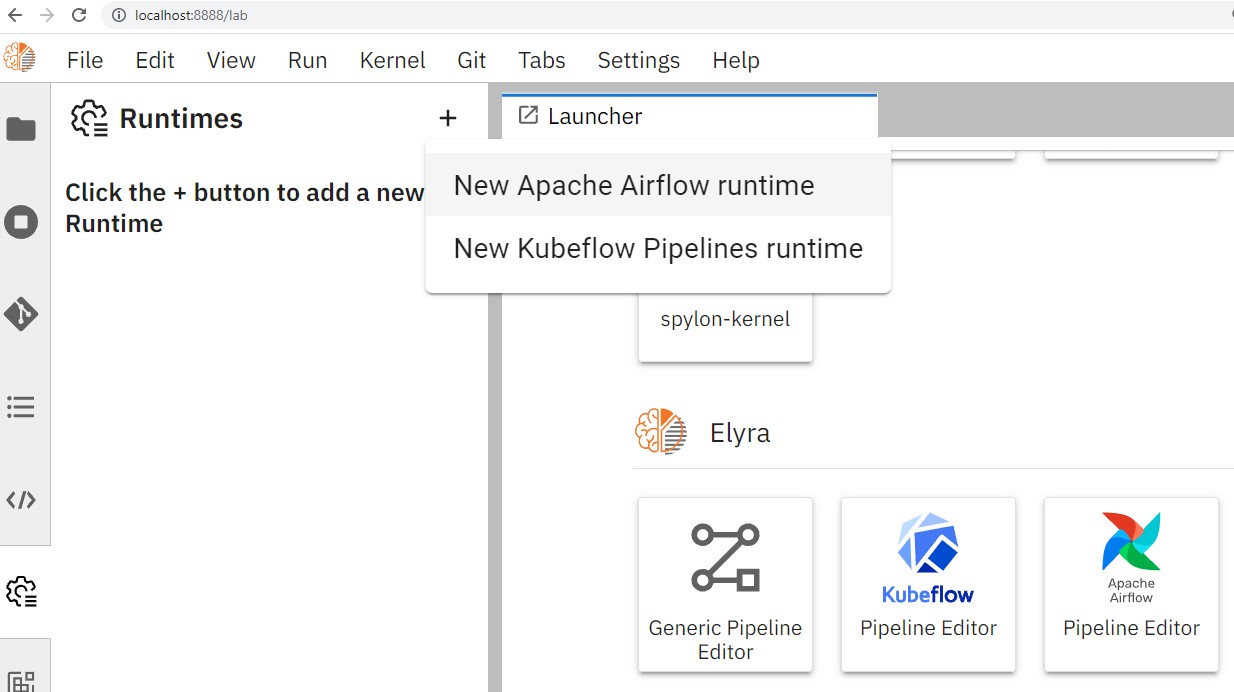 localhost:8888/lab
File Edit View Run Kernel Git Tabs Settings Help
Runtimes
+
Launcher
Click the + button to add a new
Runtime
New Apache Airflow runtime
New Kubeflow Pipelines runtime
spylon-kernel
Elyra
Generic Pipeline
Editor
Kubeflow
Pipeline Editor
Apache
Airflow
Pipeline Editor